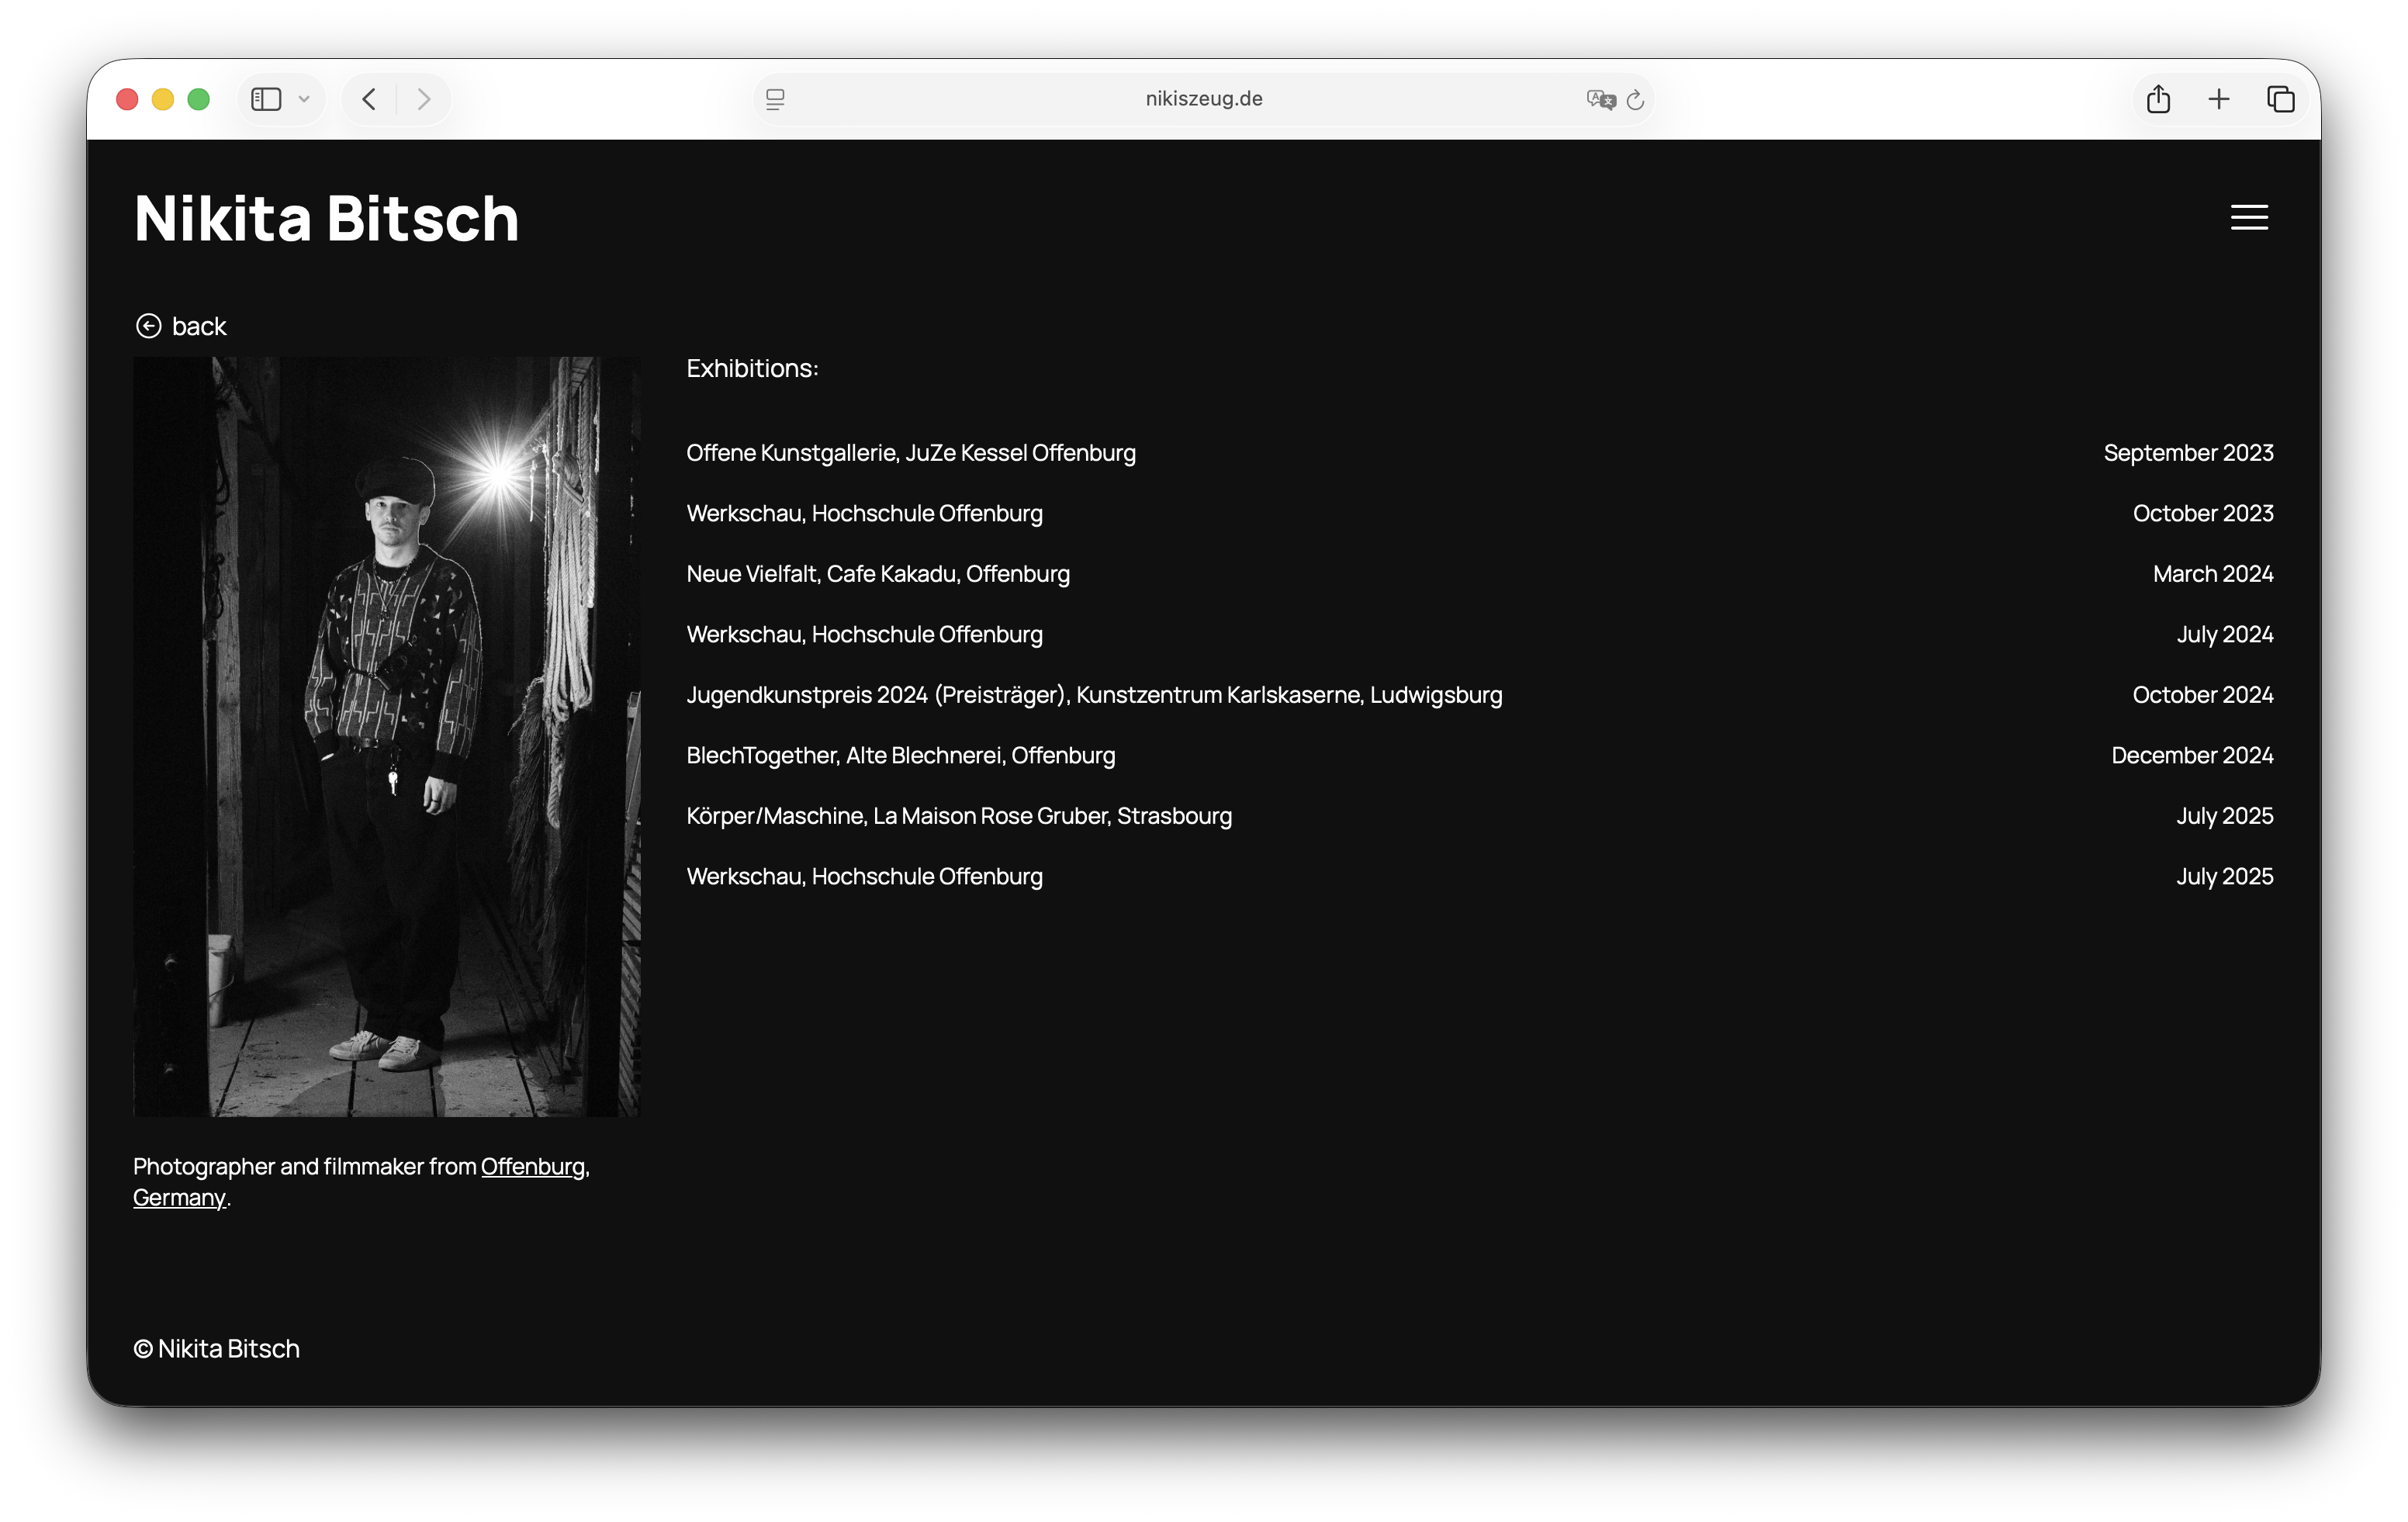 nikiszeug.de
Nikita Bitsch
back
Exhibitions:
Offene Kunstgallerie, JuZe Kessel Offenburg September 2023
Werkschau, Hochschule Offenburg October 2023
Neue Vielfalt, Cafe Kakadu, Offenburg March 2024
Werkschau, Hochschule Offenburg July 2024
Jugendkunstpreis 2024 (Preisträger), Kunstzentrum Karlskaserne, Ludwigsburg October 2024
BlechTogether, Alte Blechnerei, Offenburg December 2024
Körper/Maschine, La Maison Rose Gruber, Strasbourg July 2025
Werkschau, Hochschule Offenburg July 2025
Photographer and filmmaker from Offenburg,
Germany.
© Nikita Bitsch